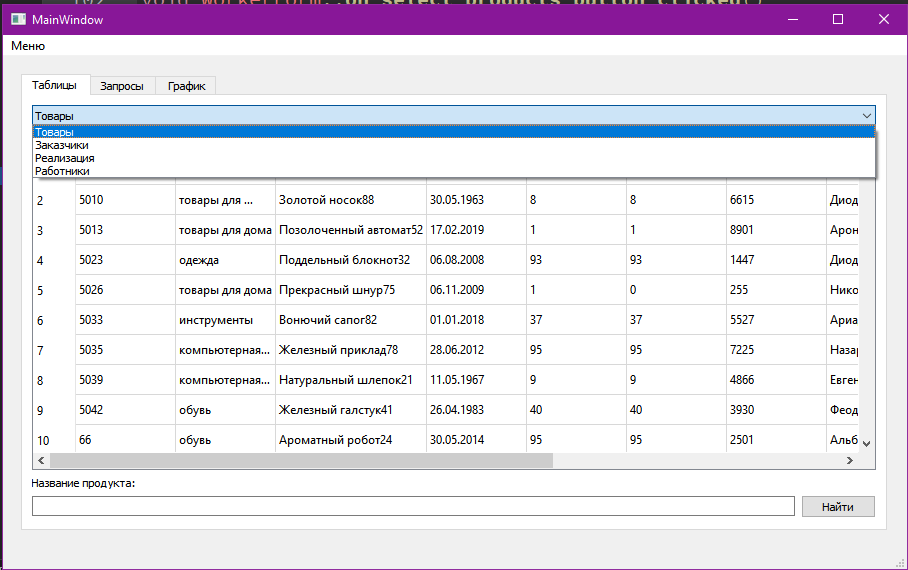 MainWindow
Меню
Таблицы Запросы График
Товары
Товары
Заказчики
Реализация
Работники
2 5010 товары для ... Золотой носок88 30.05.1963 8 8 6615 Диод
3 5013 товары для дома Позолоченный автомат52 17.02.2019 1 1 8901 Арон
4 5023 одежда Поддельный блокнот32 06.08.2008 93 93 1447 Диод
5 5026 товары для дома Прекрасный шнур75 06.11.2009 1 0 255 Нико
6 5033 инструменты Вонючий сапог82 01.01.2018 37 37 5527 Ариа
7 5035 компьютерная... Железный приклад78 28.06.2012 95 95 7225 Назар
8 5039 компьютерная... Натуральный шлепок21 11.05.1967 9 9 4866 Евген
9 5042 обувь Железный галстук41 26.04.1983 40 40 3930 Феод
10 66 обувь Ароматный робот24 30.05.2014 95 95 2501 Альб
Название продукта:
Найти